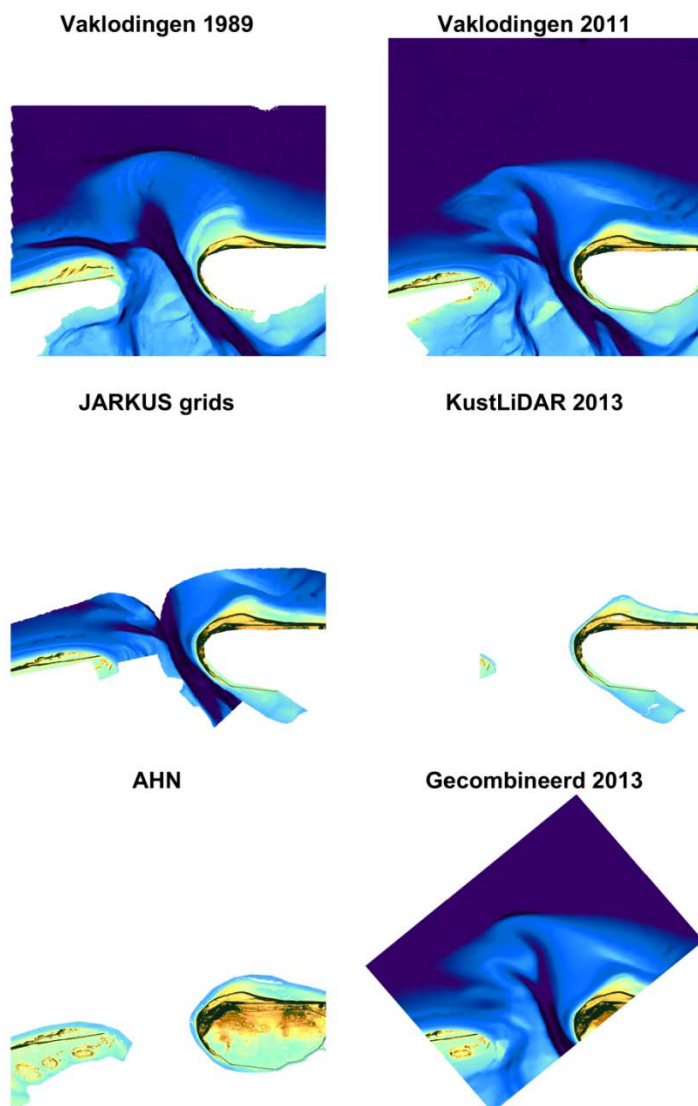 Vaklodingen 1989
Vaklodingen 2011
JARKUS grids
KustLiDAR 2013
AHN
Gecombineerd 2013